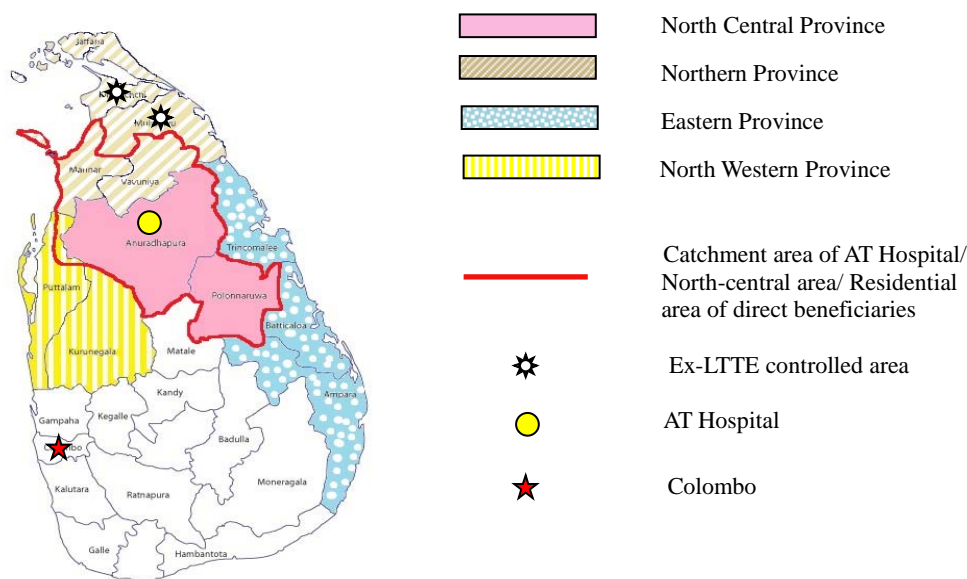 Jaffana
Mannar
Vavuniya
Anuradhapura
Trincomalee
Puttalam
Polonnaruwa
Batticaloa
Kurunegala
Matale
Kandy
Ampara
Gampaha
Kegalle
Badulla
Moneragala
Kalutara
Ratnapura
Galle
Hambantota
North Central Province
Northern Province
Eastern Province
North Western Province
Catchment area of AT Hospital/
North-central area/ Residential
area of direct beneficiaries
Ex-LTTE controlled area
AT Hospital
Colombo